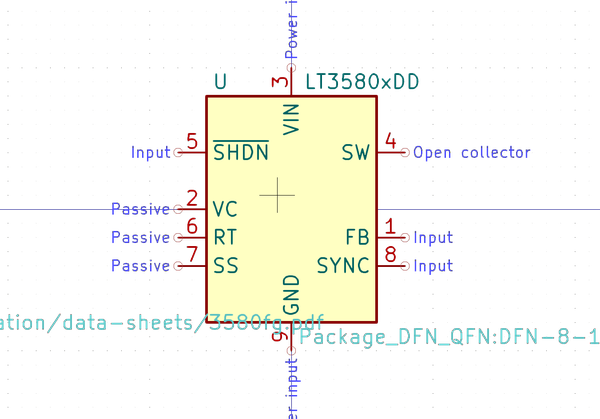 Power i
3
U
LT3580xDD
VIN
Input
5
SHDN
SW
4
Open collector
Passive
2
VC
Passive
6
RT
FB
1
Input
Passive
7
SS
SYNC
8
Input
GND
ation/data-sheets/3580fg.pdf
9
Package_DFN_QFN:DFN-8-1
er input